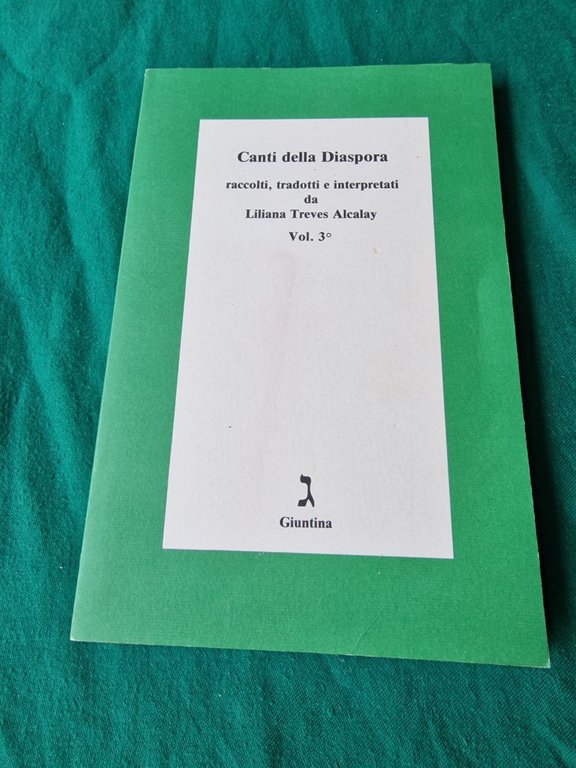 Canti della Diaspora
raccolti, tradotti e interpretati
da
Liliana Treves Alcalay
Vol. 3°
ג
Giuntina